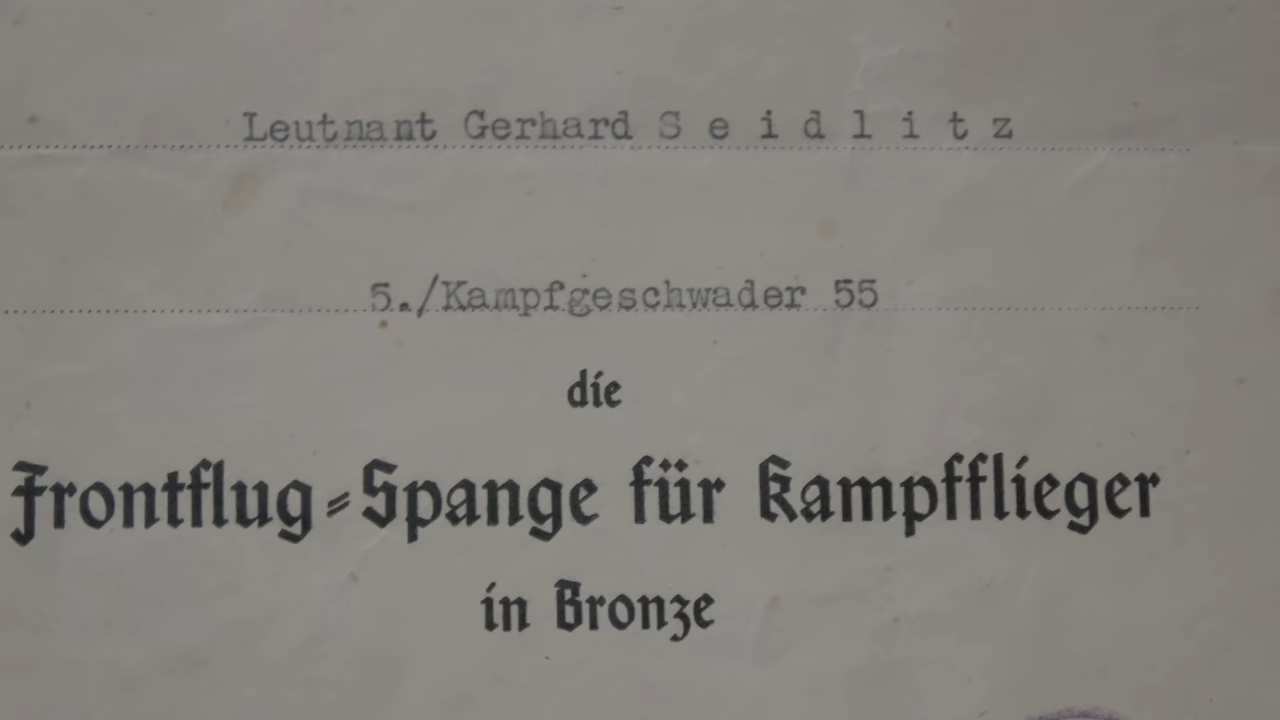 Leutnant Gerhard S e i d l i t z
5./Kampfgeschwader 55
die
Frontflug-Spange für Kampfflieger
in Bronze